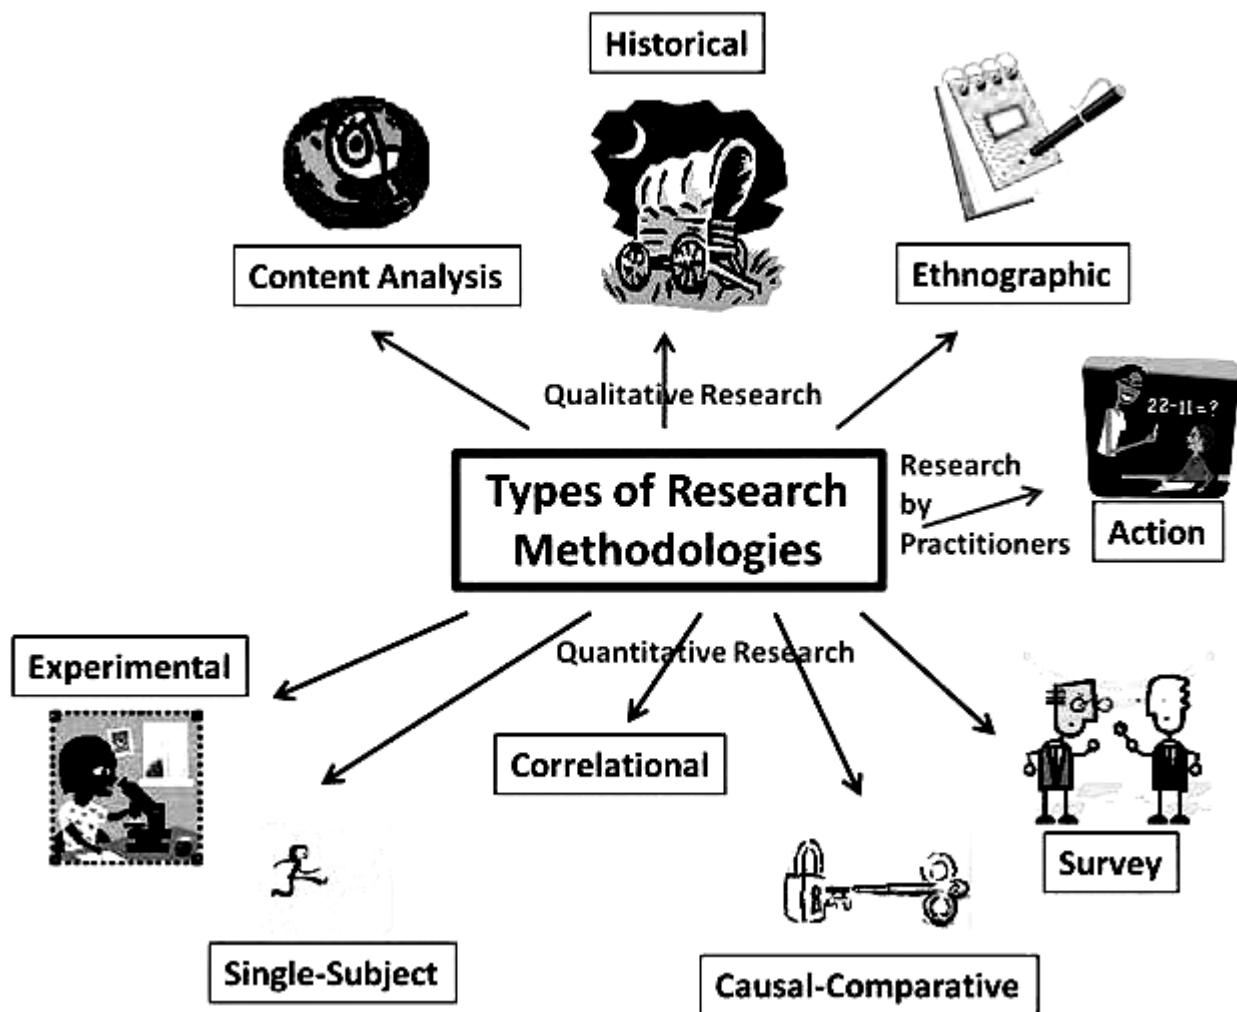 Historical
Content Analysis
Ethnographic
Qualitative Research
22-11=?
Types of Research
Methodologies
Research
by
Practitioners
Action
Quantitative Research
Experimental
Correlational
Survey
Single-Subject
Causal-Comparative